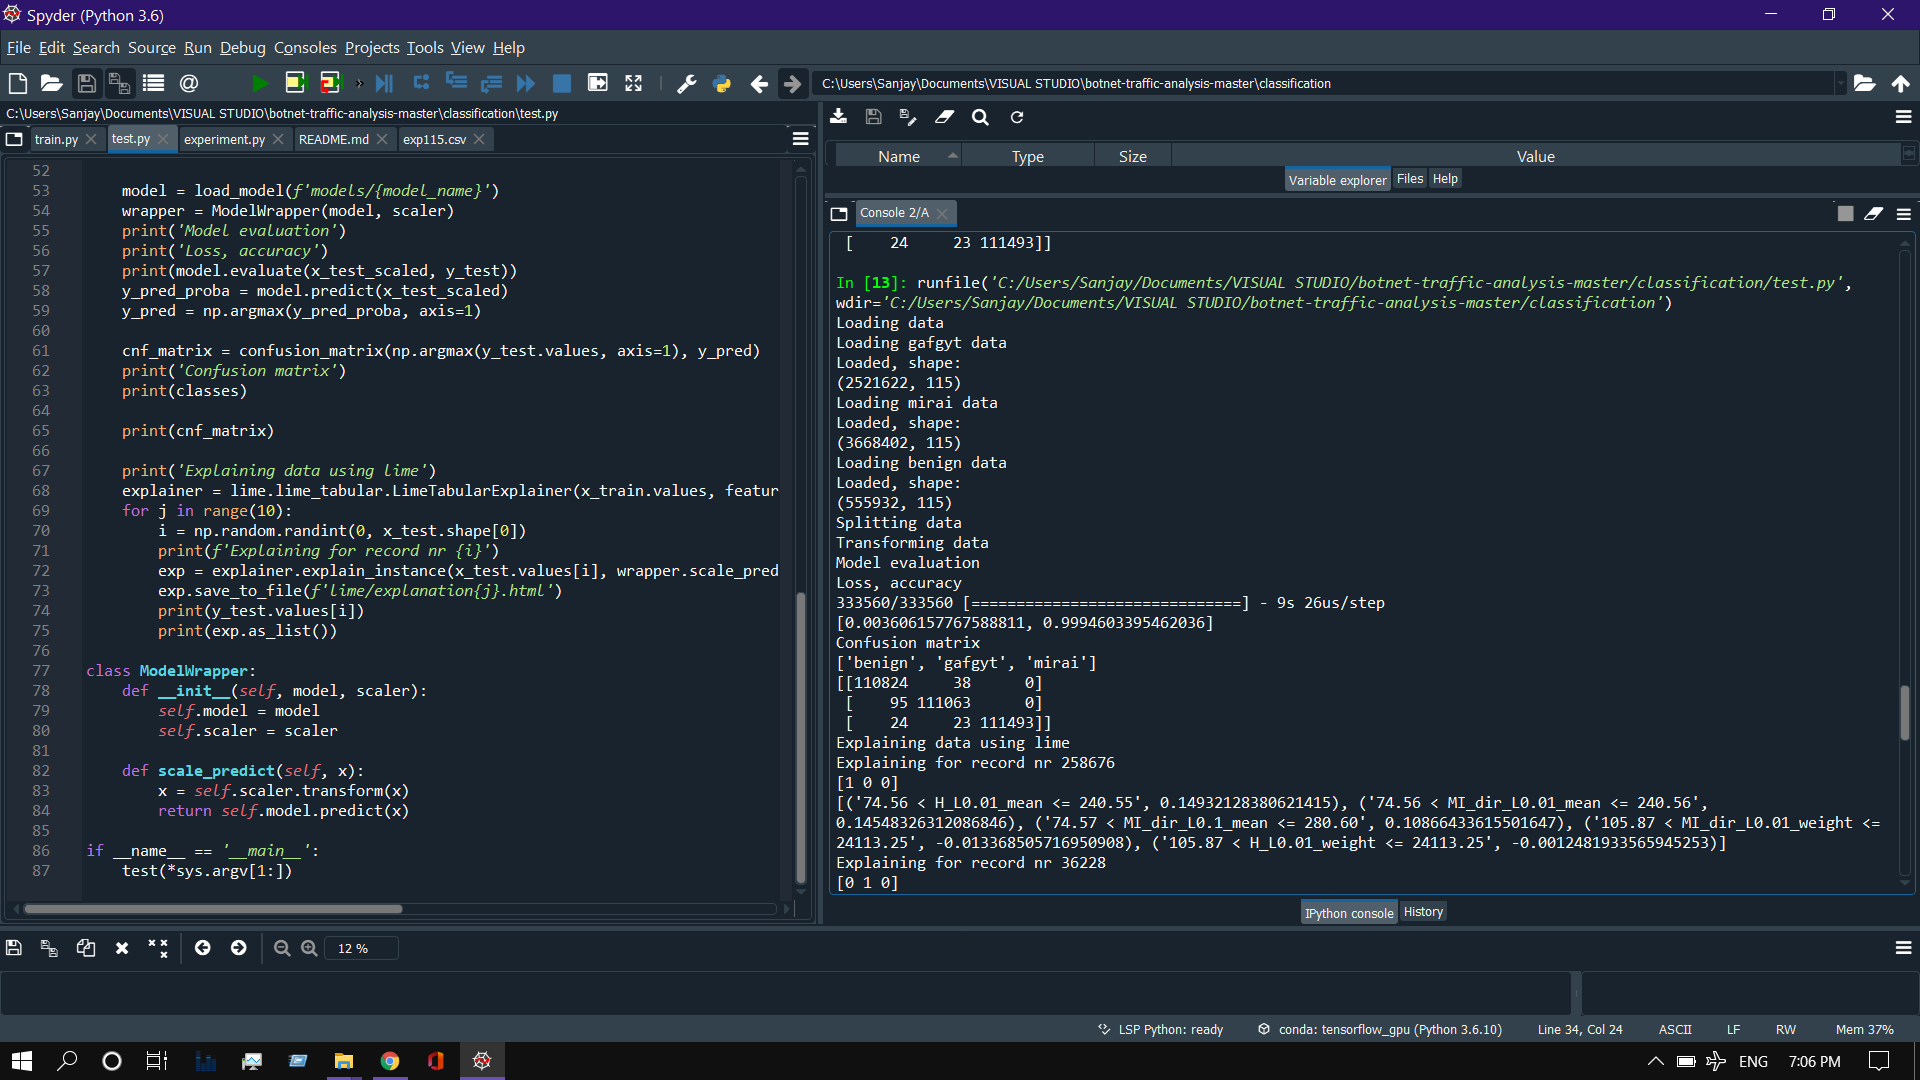 Spyder (Python 3.6)
File Edit Search Source Run Debug Consoles Projects Tools View Help
C:\Users\Sanjay\Documents\VISUAL STUDIO\botnet-traffic-analysis-master\classification
C:\Users\Sanjay\Documents\VISUAL STUDIO\botnet-traffic-analysis-master\classification\test.py
train.py test.py experiment.py README.md exp115.csv
52
53 model = load_model(f'models/{model_name}')
54 wrapper = ModelWrapper(model, scaler)
55 print('Model evaluation')
56 print('Loss, accuracy')
57 print(model.evaluate(x_test_scaled, y_test))
58 y_pred_proba = model.predict(x_test_scaled)
59 y_pred = np.argmax(y_pred_proba, axis=1)
60
61 cnf_matrix = confusion_matrix(np.argmax(y_test.values, axis=1), y_pred)
62 print('Confusion matrix')
63 print(classes)
64
65 print(cnf_matrix)
66
67 print('Explaining data using lime')
68 explainer = lime.lime_tabular.LimeTabularExplainer(x_train.values, featur
69 for j in range(10):
70 i = np.random.randint(0, x_test.shape[0])
71 print(f'Explaining for record nr {i}')
72 exp = explainer.explain_instance(x_test.values[i], wrapper.scale_pred
73 exp.save_to_file(f'lime/explanation{j}.html')
74 print(y_test.values[i])
75 print(exp.as_list())
76
77 class ModelWrapper:
78 def __init__(self, model, scaler):
79 self.model = model
80 self.scaler = scaler
81
82 def scale_predict(self, x):
83 x = self.scaler.transform(x)
84 return self.model.predict(x)
85
86 if __name__ == '__main__':
87 test(*sys.argv[1:])
Name Type Size Value
Variable explorer Files Help
Console 2/A
[ 24 23 111493]]
In [13]: runfile('C:/Users/Sanjay/Documents/VISUAL STUDIO/botnet-traffic-analysis-master/classification/test.py',
wdir='C:/Users/Sanjay/Documents/VISUAL STUDIO/botnet-traffic-analysis-master/classification')
Loading data
Loading gafgyt data
Loaded, shape:
(2521622, 115)
Loading mirai data
Loaded, shape:
(3668402, 115)
Loading benign data
Loaded, shape:
(555932, 115)
Splitting data
Transforming data
Model evaluation
Loss, accuracy
333560/333560 [==============================] - 9s 26us/step
[0.003606157767588811, 0.9994603395462036]
Confusion matrix
['benign', 'gafgyt', 'mirai']
[[110824 38 0]
[ 95 111063 0]
[ 24 23 111493]]
Explaining data using lime
Explaining for record nr 258676
[1 0 0]
[('74.56 < H_L0.01_mean <= 240.55', 0.14932128380621415), ('74.56 < MI_dir_L0.01_mean <= 240.56',
0.14548326312086846), ('74.57 < MI_dir_L0.1_mean <= 280.60', 0.10866433615501647), ('105.87 < MI_dir_L0.01_weight <=
24113.25', -0.013368505716950908), ('105.87 < H_L0.01_weight <= 24113.25', -0.0012481933565945253)]
Explaining for record nr 36228
[0 1 0]
IPython console History
12 %
LSP Python: ready conda: tensorflow_gpu (Python 3.6.10) Line 34, Col 24 ASCII LF RW Mem 37%
ENG 7:06 PM